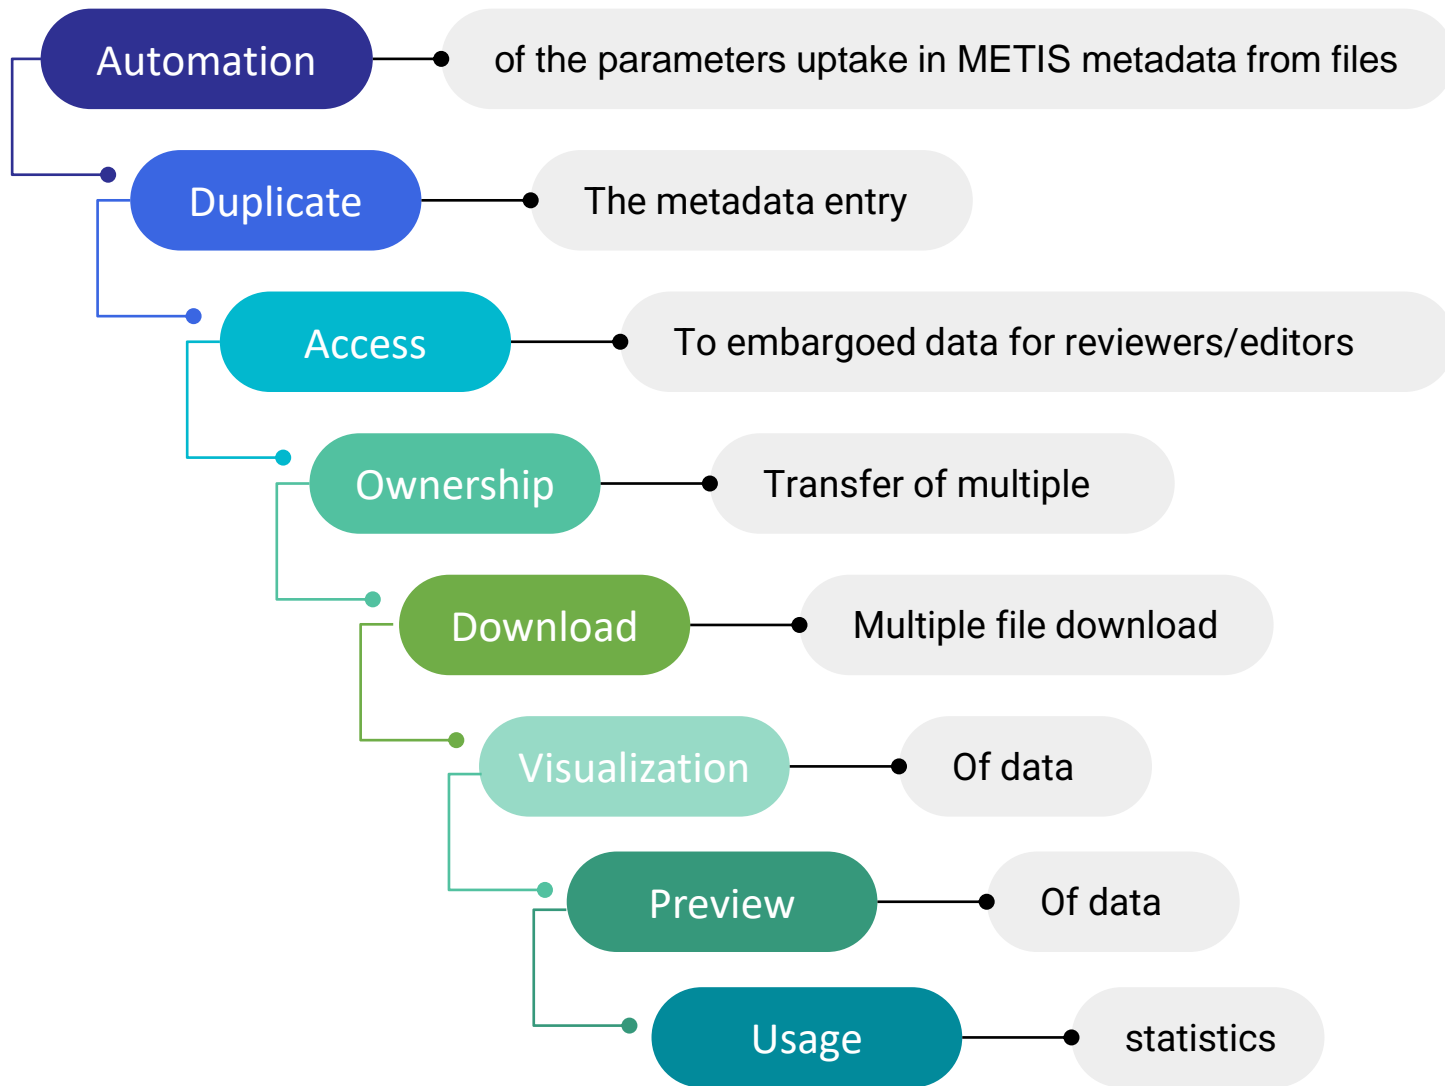 Automation
of the parameters uptake in METIS metadata from files
Duplicate
The metadata entry
Access
To embargoed data for reviewers/editors
Ownership
Transfer of multiple
Download
Multiple file download
Visualization
Of data
Preview
Of data
Usage
statistics